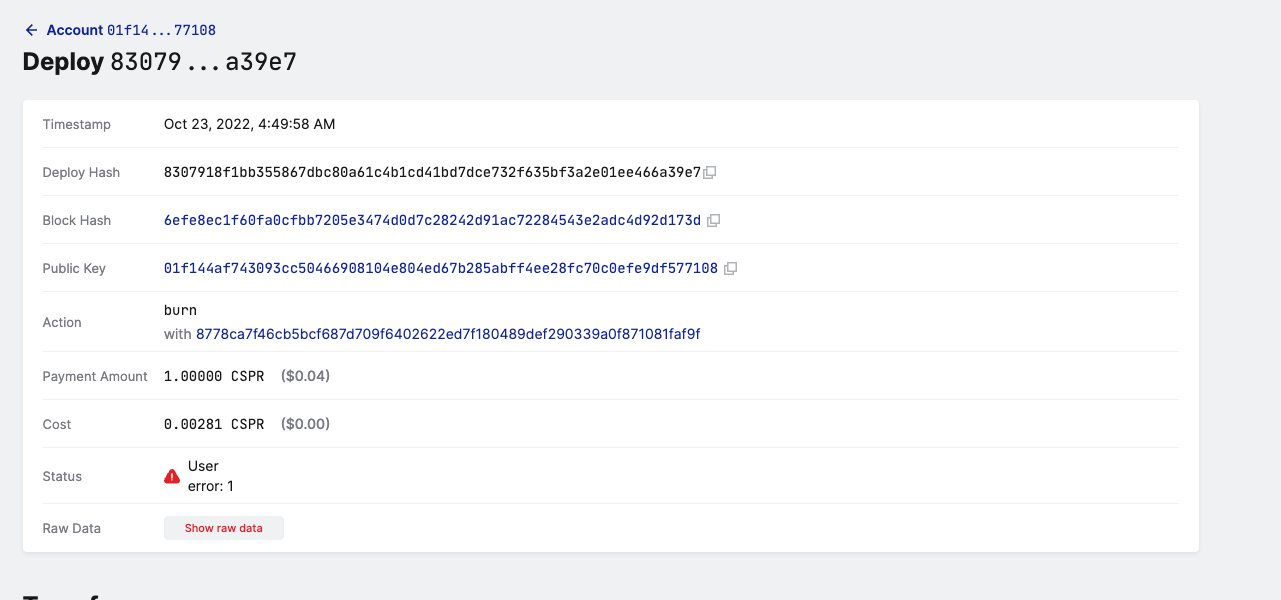 Account 01f14...77108
Deploy 83079...a39e7
Timestamp Oct 23, 2022, 4:49:58 AM
Deploy Hash 8307918f1bb355867dbc80a61c4b1cd41bd7dce732f635bf3a2e01ee466a39e7
Block Hash 6efe8ec1f60fa0cfbb7205e3474d0d7c28242d91ac72284543e2adc4d92d173d
Public Key 01f144af743093cc50466908104e804ed67b285abff4ee28fc70c0efe9df577108
Action burn
with 8778ca7f46cb5bcf687d709f6402622ed7f180489def290339a0f871081faf9f
Payment Amount 1.00000 CSPR ($0.04)
Cost 0.00281 CSPR ($0.00)
Status User
error: 1
Raw Data Show raw data